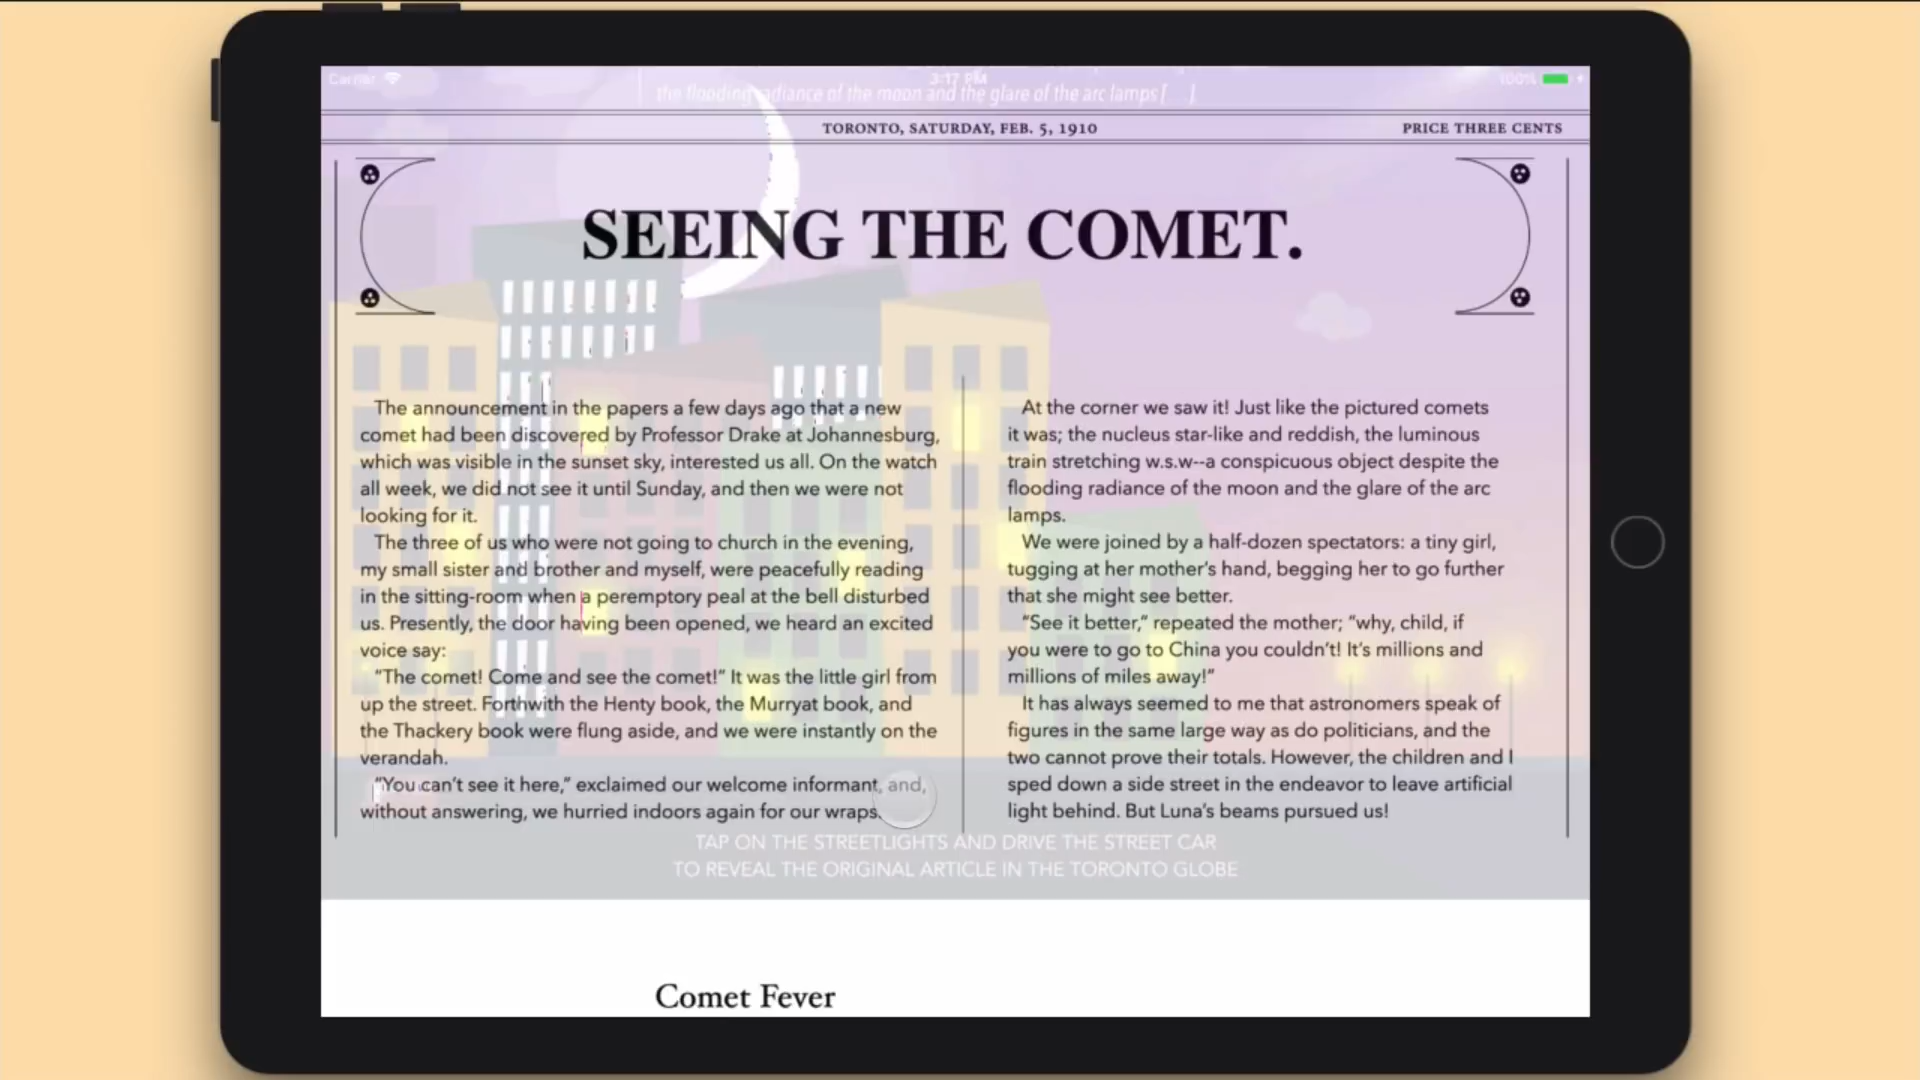 Carrier 3:17 PM 100%
the flooding radiance of the moon and the glare of the arc lamps [ ].
TORONTO, SATURDAY, FEB. 5, 1910 PRICE THREE CENTS
SEEING THE COMET.
The announcement in the papers a few days ago that a new
comet had been discovered by Professor Drake at Johannesburg,
which was visible in the sunset sky, interested us all. On the watch
all week, we did not see it until Sunday, and then we were not
looking for it.
The three of us who were not going to church in the evening,
my small sister and brother and myself, were peacefully reading
in the sitting-room when a peremptory peal at the bell disturbed
us. Presently, the door having been opened, we heard an excited
voice say:
“The comet! Come and see the comet!” It was the little girl from
up the street. Forthwith the Henty book, the Murryat book, and
the Thackery book were flung aside, and we were instantly on the
verandah.
“You can’t see it here,” exclaimed our welcome informant, and,
without answering, we hurried indoors again for our wraps.
At the corner we saw it! Just like the pictured comets
it was; the nucleus star-like and reddish, the luminous
train stretching w.s.w--a conspicuous object despite the
flooding radiance of the moon and the glare of the arc
lamps.
We were joined by a half-dozen spectators: a tiny girl,
tugging at her mother’s hand, begging her to go further
that she might see better.
“See it better,” repeated the mother; “why, child, if
you were to go to China you couldn’t! It’s millions and
millions of miles away!”
It has always seemed to me that astronomers speak of
figures in the same large way as do politicians, and the
two cannot prove their totals. However, the children and I
sped down a side street in the endeavor to leave artificial
light behind. But Luna’s beams pursued us!
TAP ON THE STREETLIGHTS AND DRIVE THE STREET CAR
TO REVEAL THE ORIGINAL ARTICLE IN THE TORONTO GLOBE
Comet Fever